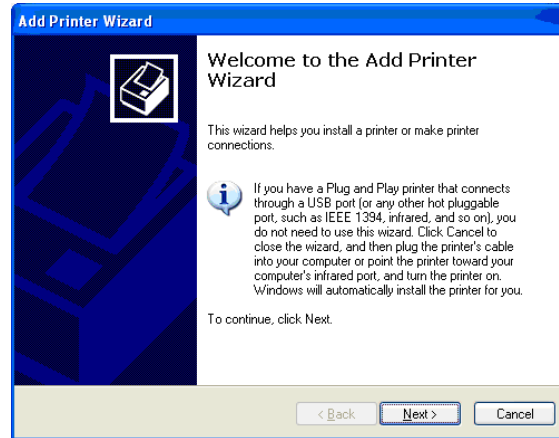 Add Printer Wizard
Welcome to the Add Printer
Wizard
This wizard helps you install a printer or make printer
connections.
If you have a Plug and Play printer that connects
through a USB port (or any other hot pluggable
port, such as IEEE 1394, infrared, and so on), you
do not need to use this wizard. Click Cancel to
close the wizard, and then plug the printer's cable
into your computer or point the printer toward your
computer's infrared port, and turn the printer on.
Windows will automatically install the printer for you.
To continue, click Next.
< Back
Next >
Cancel